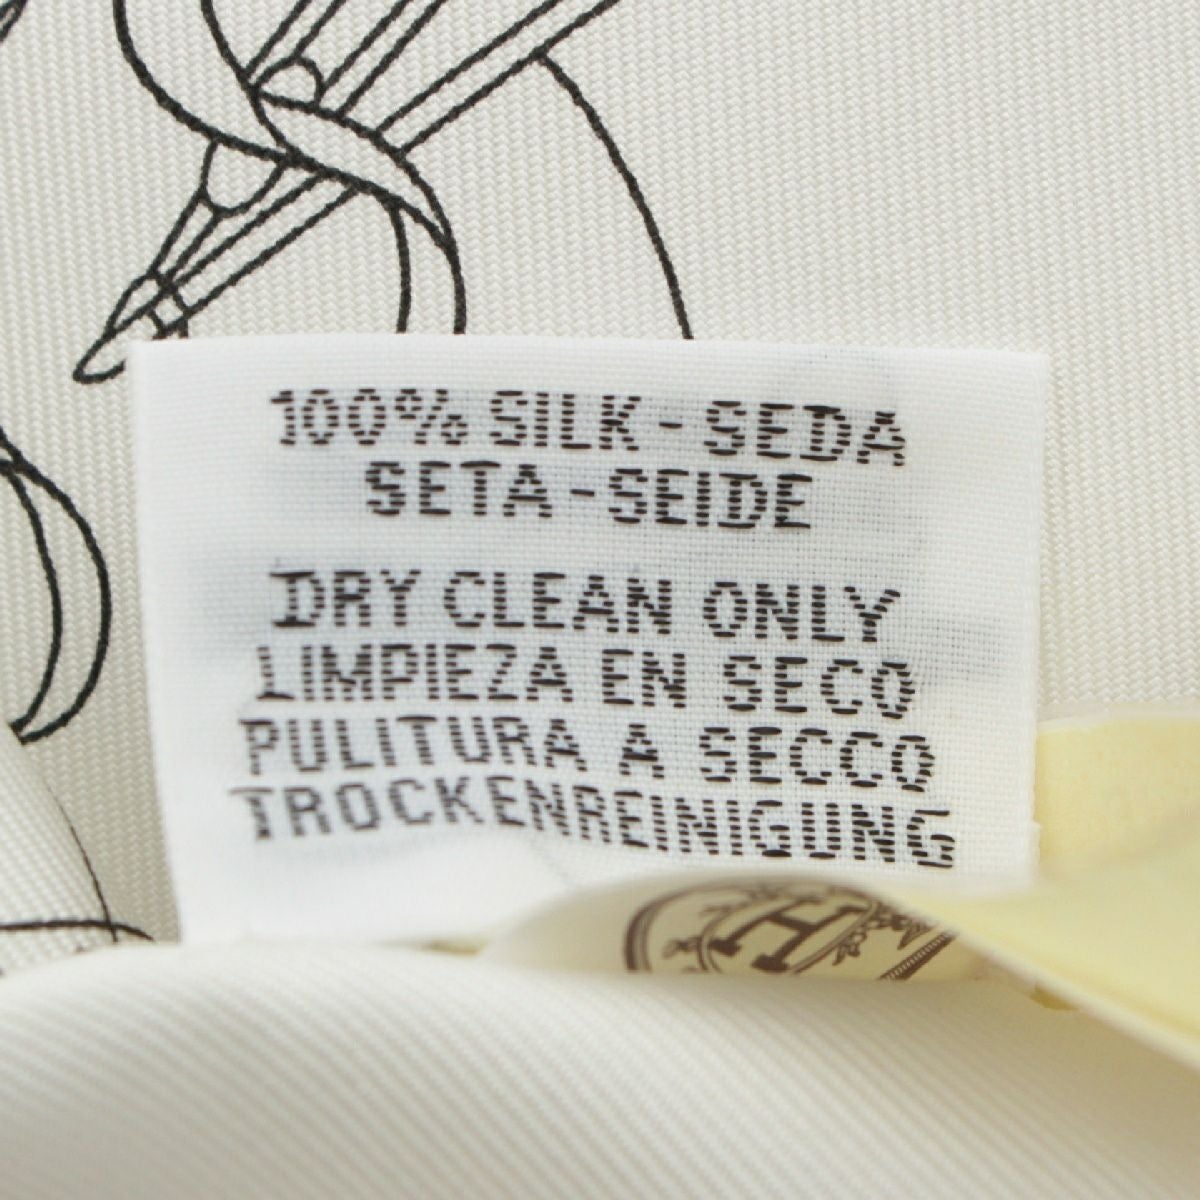 100% SILK - SEDA
SETA - SEIDE
DRY CLEAN ONLY
LIMPIEZA EN SECO
PULITURA A SECCO
TROCKENREINIGUNG
H